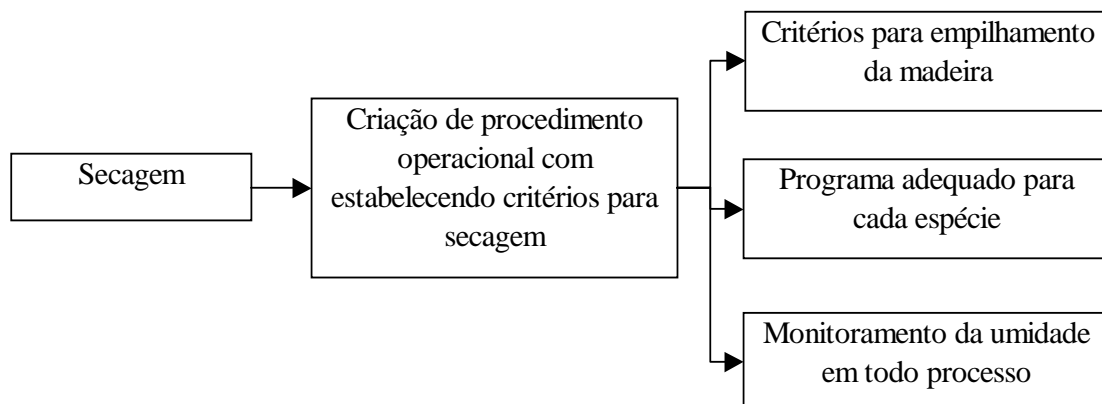 Secagem
Criação de procedimento
operacional com
estabelecendo critérios para
secagem
Critérios para empilhamento
da madeira
Programa adequado para
cada espécie
Monitoramento da umidade
em todo processo